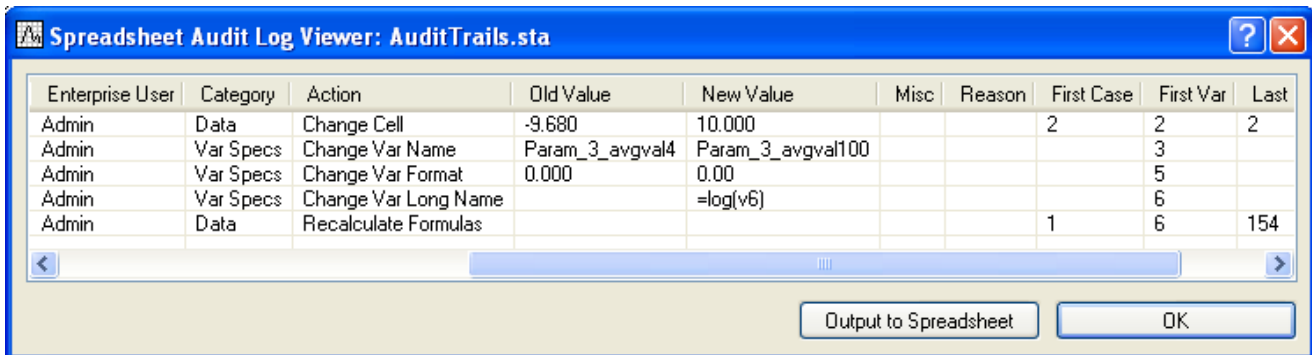 Spreadsheet Audit Log Viewer: AuditTrails.sta
Enterprise User Category Action Old Value New Value Misc Reason First Case First Var Last
Admin Data Change Cell -9.680 10.000 2 2 2
Admin Var Specs Change Var Name Param_3_avgval4 Param_3_avgval100 3
Admin Var Specs Change Var Format 0.000 0.00 5
Admin Var Specs Change Var Long Name =log(v6) 6
Admin Data Recalculate Formulas 1 6 154
Output to Spreadsheet OK